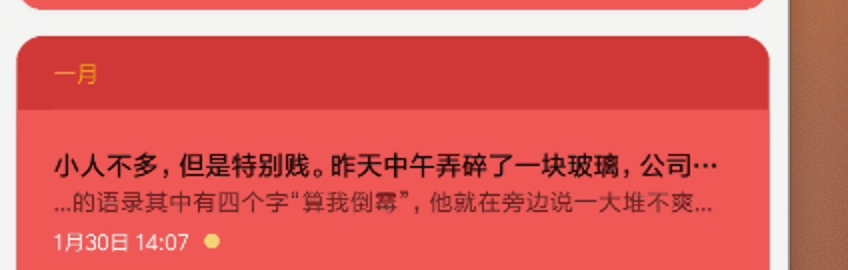 一月
小人不多，但是特别贱。昨天中午弄碎了一块玻璃，公司…
...的语录其中有四个字“算我倒霉”，他就在旁边说一大堆不爽...
1月30日 14:07